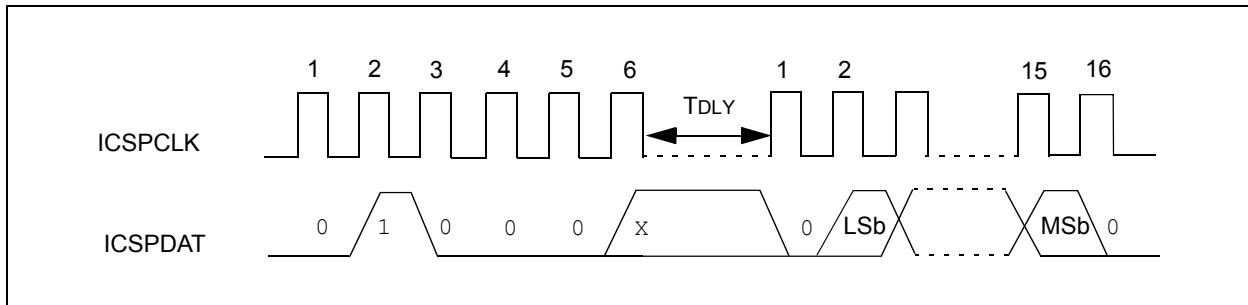 1 2 3 4 5 6 1 2 15 16
TDLY
ICSPCLK
ICSPDAT 0 1 0 0 0 X 0 LSb MSb 0